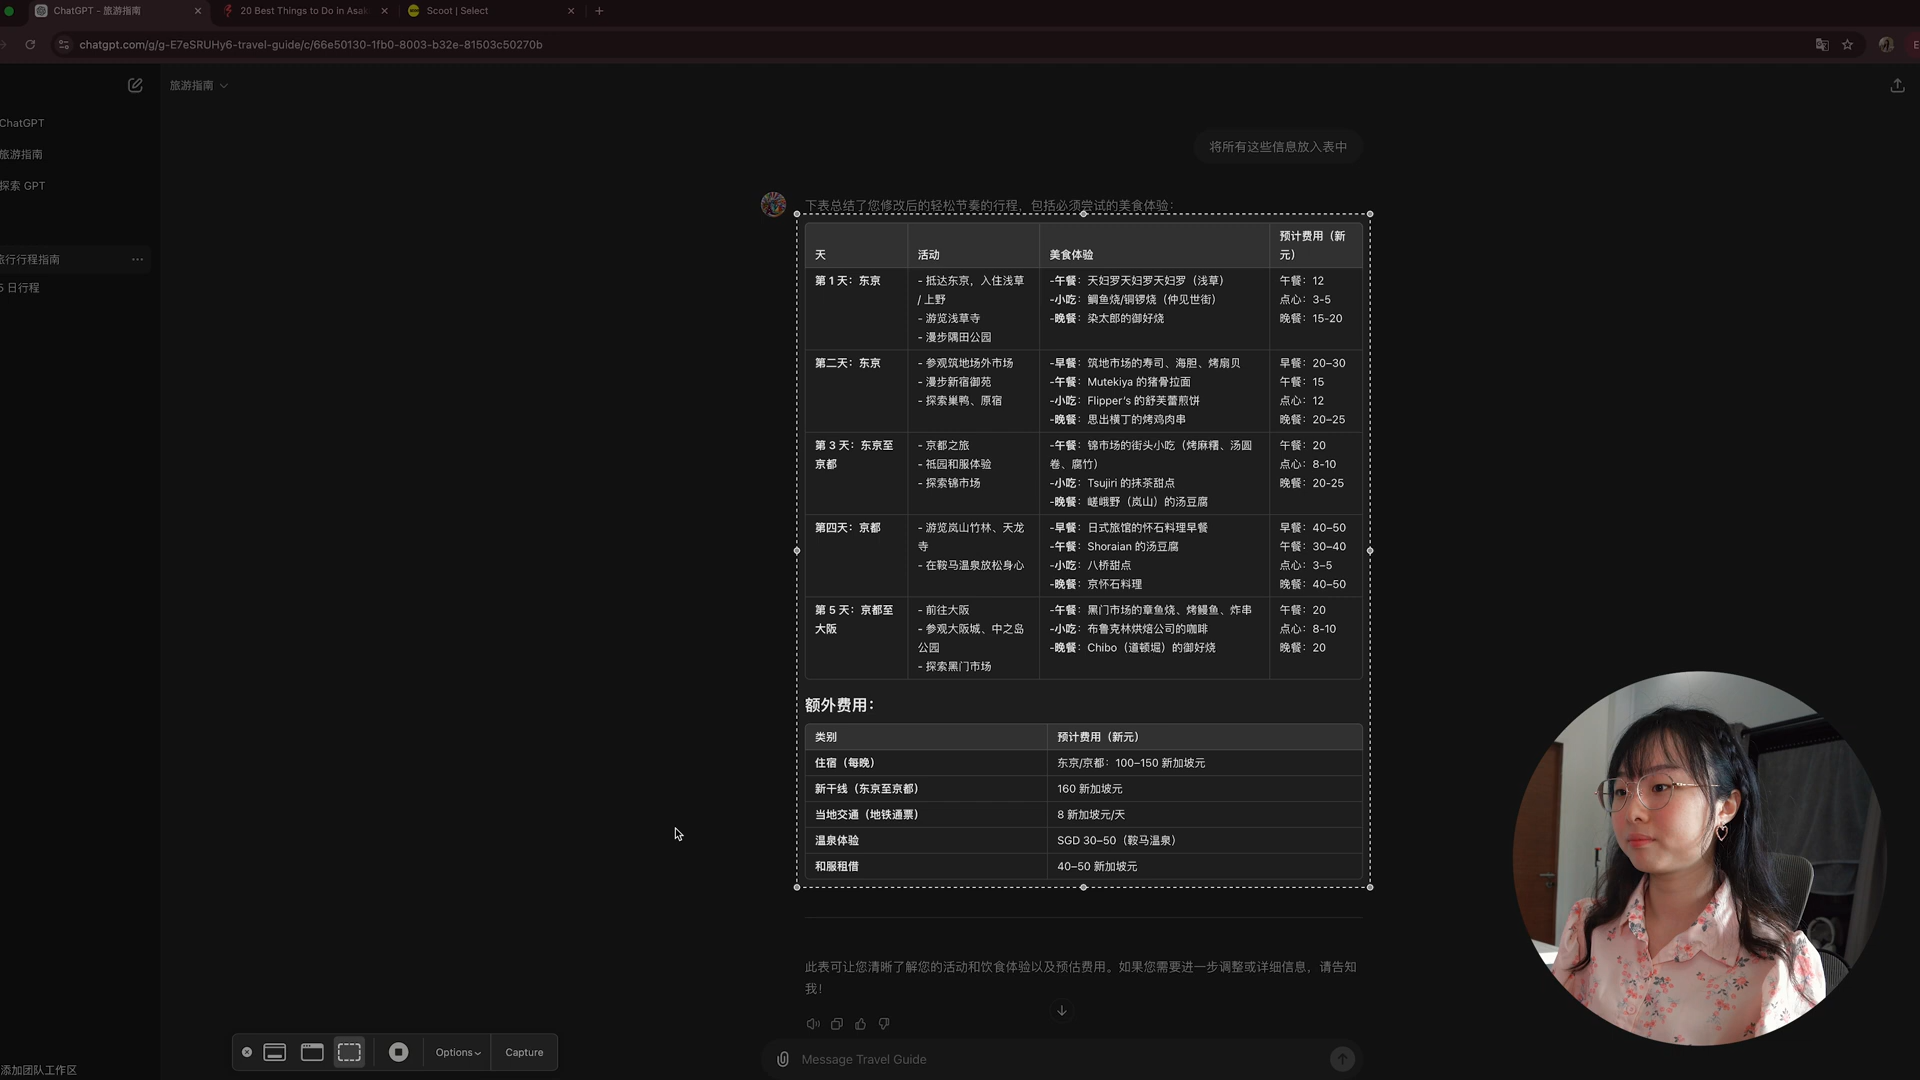 ChatGPT - 旅游指南
20 Best Things to Do in Asak
Scoot | Select
chatgpt.com/g/g-E7eSRUHy6-travel-guide/c/66e50130-1fb0-8003-b32e-81503c50270b
E
旅游指南
ChatGPT
旅游指南
探索 GPT
旅行行程指南
5 日行程
添加团队工作区
将所有这些信息放入表中
下表总结了您修改后的轻松节奏的行程，包括必须尝试的美食体验：
天
活动
美食体验
预计费用（新
元）
第 1 天：东京
- 抵达东京，入住浅草
/ 上野
- 游览浅草寺
- 漫步隅田公园
-午餐：天妇罗天妇罗天妇罗（浅草）
-小吃：鲷鱼烧/铜锣烧（仲见世街）
-晚餐：染太郎的御好烧
午餐：12
点心：3-5
晚餐：15-20
第二天：东京
- 参观筑地场外市场
- 漫步新宿御苑
- 探索巢鸭、原宿
-早餐：筑地市场的寿司、海胆、烤扇贝
-午餐：Mutekiya 的猪骨拉面
-小吃：Flipper's 的舒芙蕾煎饼
-晚餐：思出横丁的烤鸡肉串
早餐：20–30
午餐：15
点心：12
晚餐：20–25
第 3 天：东京至
京都
- 京都之旅
- 祗园和服体验
- 探索锦市场
-午餐：锦市场的街头小吃（烤麻糬、汤圆
卷、腐竹）
-小吃：Tsujiri 的抹茶甜点
-晚餐：嵯峨野（岚山）的汤豆腐
午餐：20
点心：8-10
晚餐：20-25
第四天：京都
- 游览岚山竹林、天龙
寺
- 在鞍马温泉放松身心
-早餐：日式旅馆的怀石料理早餐
-午餐：Shoraian 的汤豆腐
-小吃：八桥甜点
-晚餐：京怀石料理
早餐：40–50
午餐：30–40
点心：3–5
晚餐：40–50
第 5 天：京都至
大阪
- 前往大阪
- 参观大阪城、中之岛
公园
- 探索黑门市场
-午餐：黑门市场的章鱼烧、烤鳗鱼、炸串
-小吃：布鲁克林烘焙公司的咖啡
-晚餐：Chibo（道顿堀）的御好烧
午餐：20
点心：8-10
晚餐：20
额外费用：
类别
预计费用（新元）
住宿（每晚）
东京/京都：100–150 新加坡元
新干线（东京至京都）
160 新加坡元
当地交通（地铁通票）
8 新加坡元/天
温泉体验
SGD 30–50（鞍马温泉）
和服租借
40–50 新加坡元
此表可让您清晰了解您的活动和饮食体验以及预估费用。如果您需要进一步调整或详细信息，请告知
我！
Message Travel Guide
Options
Capture